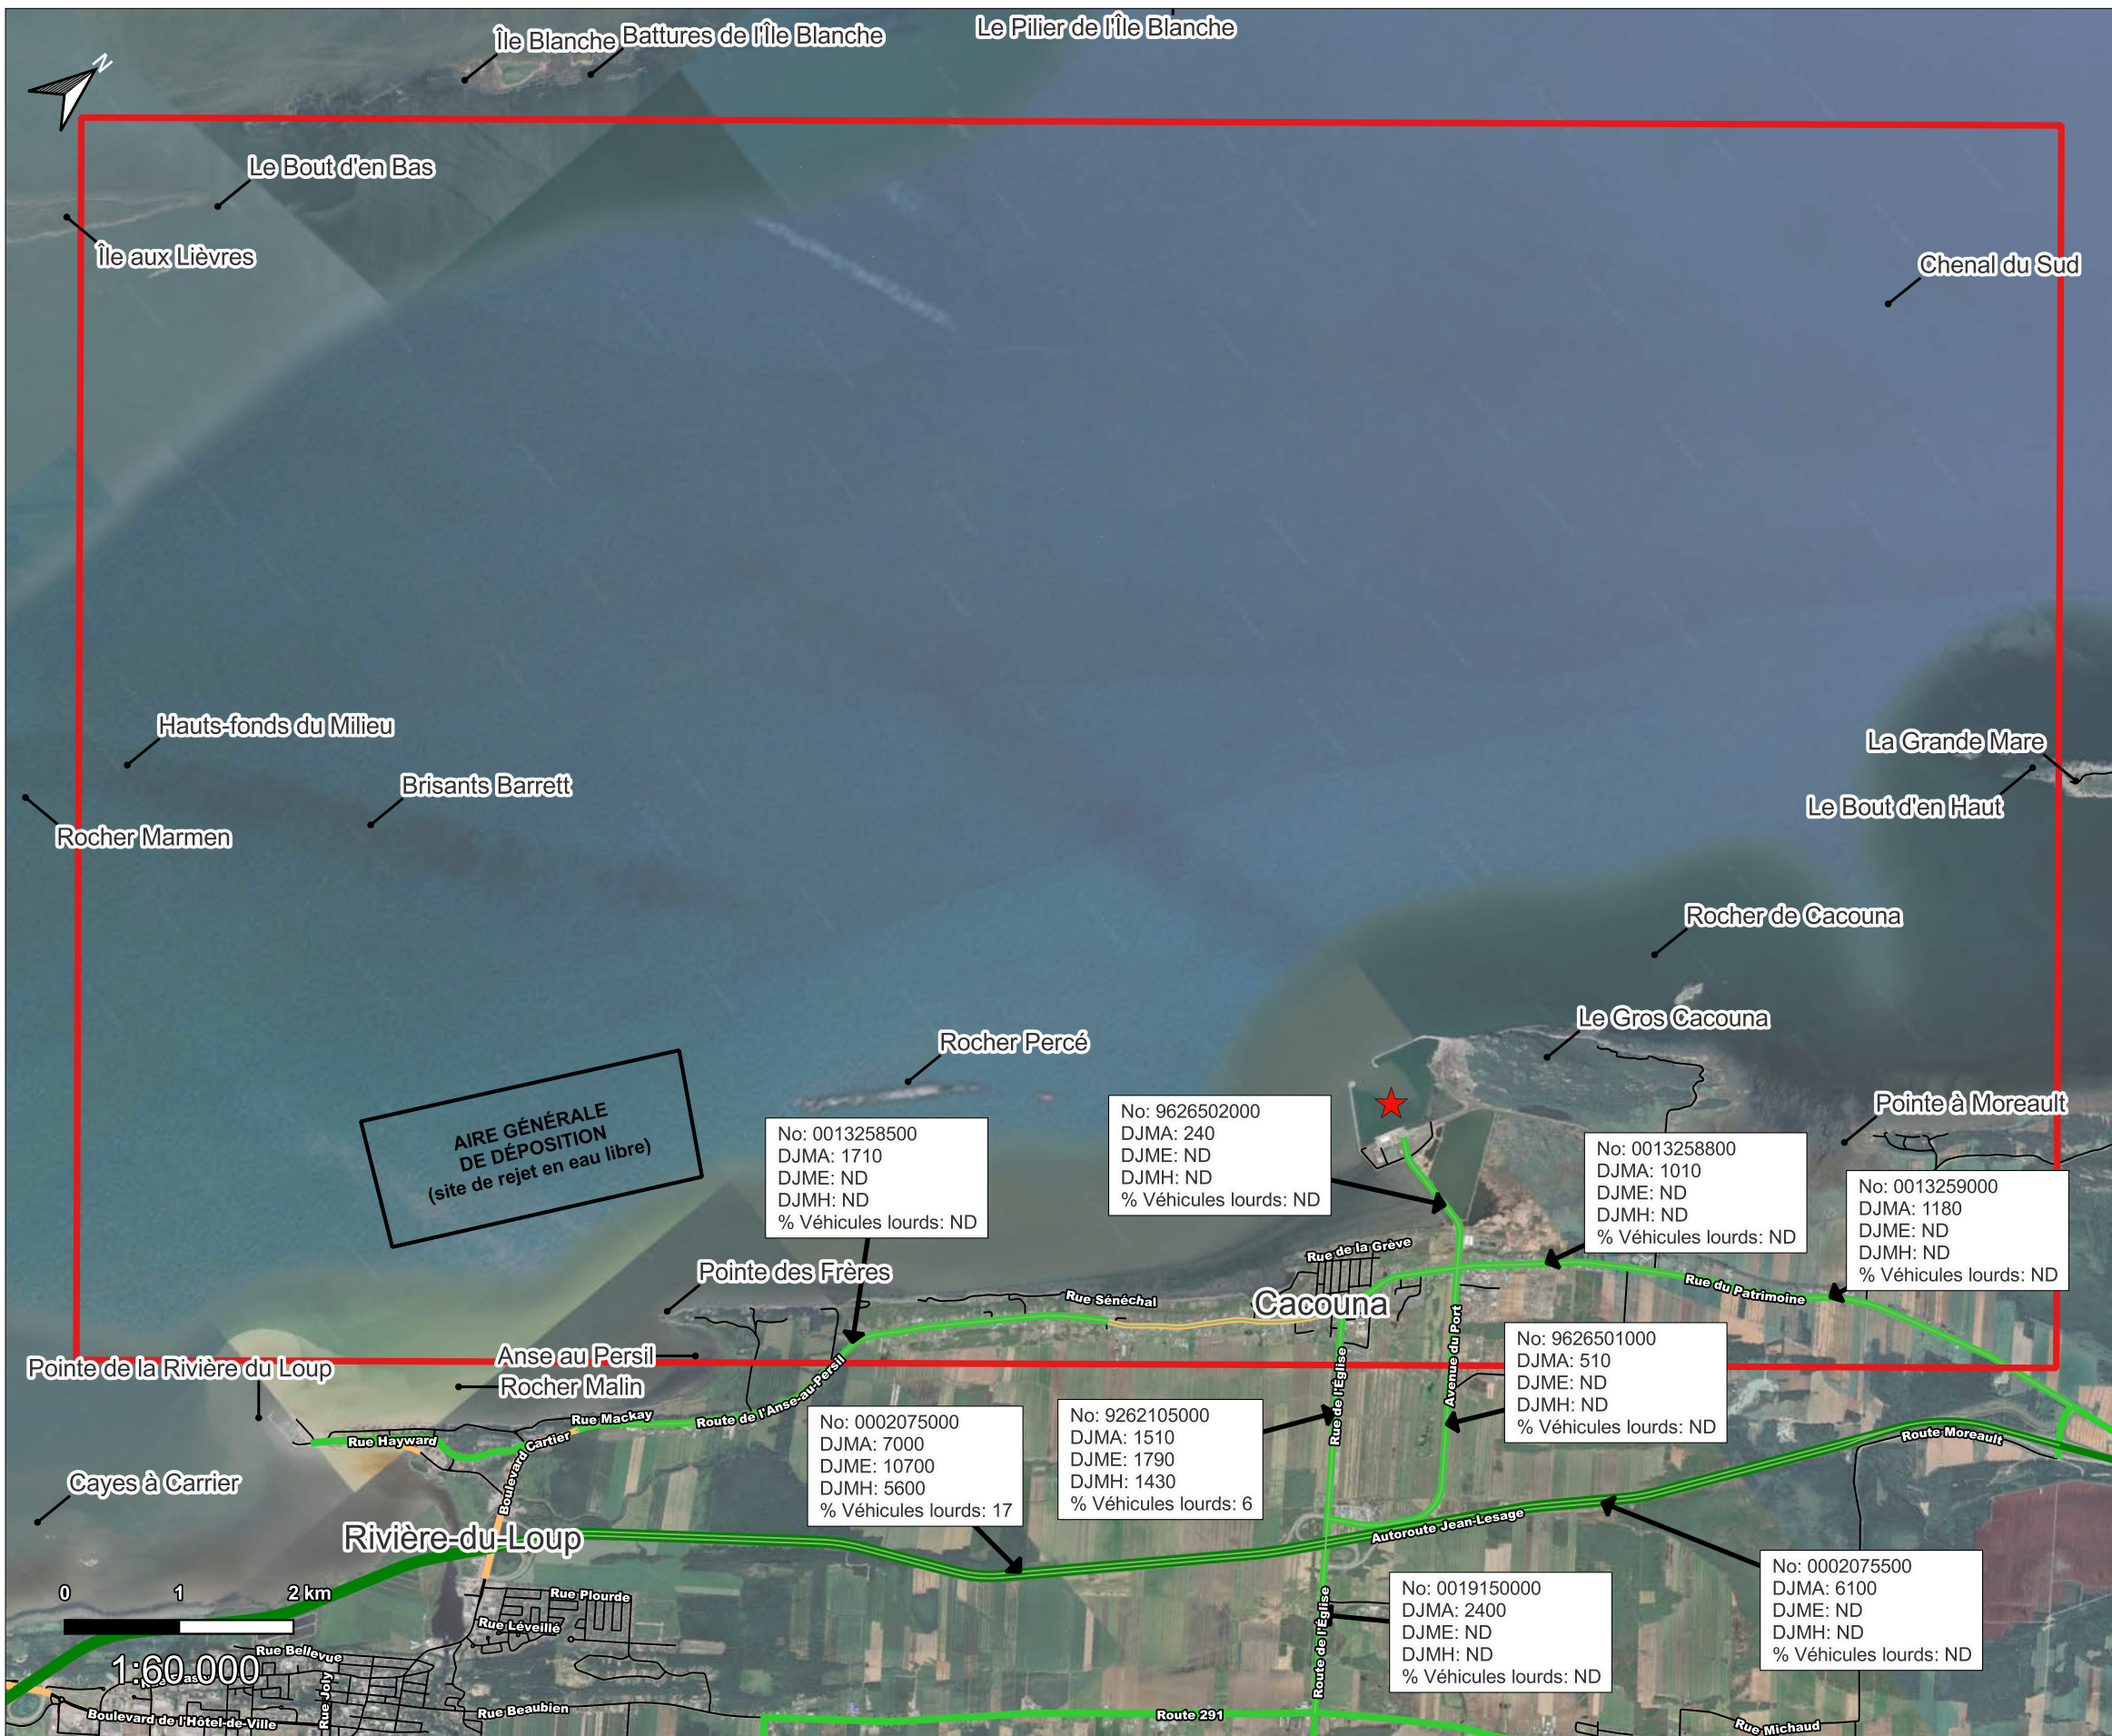 Le Pilier de l'Île Blanche
Île Blanche
Battures de l'Île Blanche
N
Le Bout d'en Bas
Île aux Lièvres
Chenal du Sud
Hauts-fonds du Milieu
La Grande Mare
Brisants Barrett
Le Bout d'en Haut
Rocher Marmen
Rocher de Cacouna
Le Gros Cacouna
Rocher Percé
AIRE GÉNÉRALE
DE DÉPOSITION
(site de rejet en eau libre)
No: 0013258500
DJMA: 1710
DJME: ND
DJMH: ND
% Véhicules lourds: ND
No: 9626502000
DJMA: 240
DJME: ND
DJMH: ND
% Véhicules lourds: ND
Pointe à Moreault
No: 0013258800
DJMA: 1010
DJME: ND
DJMH: ND
% Véhicules lourds: ND
No: 0013259000
DJMA: 1180
DJME: ND
DJMH: ND
% Véhicules lourds: ND
Rue de la Grève
Pointe des Frères
Rue Sénéchal
Cacouna
Rue du Patrimoine
Avenue du Port
No: 9626501000
DJMA: 510
DJME: ND
DJMH: ND
% Véhicules lourds: ND
Anse au Persil
Pointe de la Rivière du Loup
Rocher Malin
Route de l'Anse-au-Persil
Rue de l'Église
Rue Mackay
Rue Hayward
Boulevard Cartier
No: 0002075000
DJMA: 7000
DJME: 10700
DJMH: 5600
% Véhicules lourds: 17
No: 9262105000
DJMA: 1510
DJME: 1790
DJMH: 1430
% Véhicules lourds: 6
Route Moreault
Cayes à Carrier
Autoroute Jean-Lesage
Rivière-du-Loup
No: 0002075500
DJMA: 6100
DJME: ND
DJMH: ND
% Véhicules lourds: ND
No: 0019150000
DJMA: 2400
DJME: ND
DJMH: ND
% Véhicules lourds: ND
Route de l'Église
0 1 2 km
Rue Plourde
Rue Léveillé
Rue Bellevue
1:60 000
Rue Joly
Rue Beaubien
Boulevard de l'Hôtel-de-Ville
Route 291
Rue Michaud